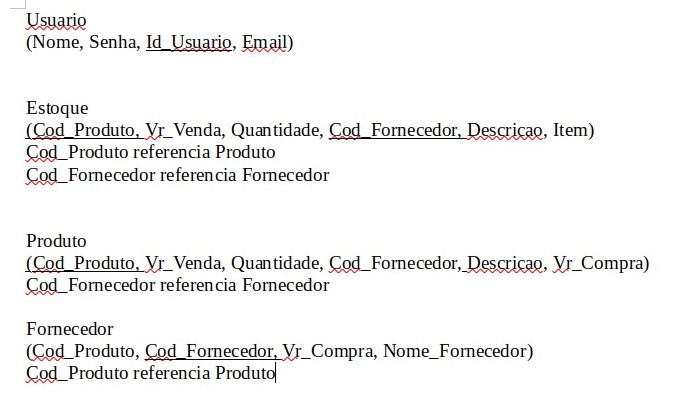 Usuario
(Nome, Senha, Id_Usuario, Email)
Estoque
(Cod_Produto, Vr_Venda, Quantidade, Cod_Fornecedor, Descricao, Item)
Cod_Produto referencia Produto
Cod_Fornecedor referencia Fornecedor
Produto
(Cod_Produto, Vr_Venda, Quantidade, Cod_Fornecedor, Descricao, Vr_Compra)
Cod_Fornecedor referencia Fornecedor
Fornecedor
(Cod_Produto, Cod_Fornecedor, Vr_Compra, Nome_Fornecedor)
Cod_Produto referencia Produto